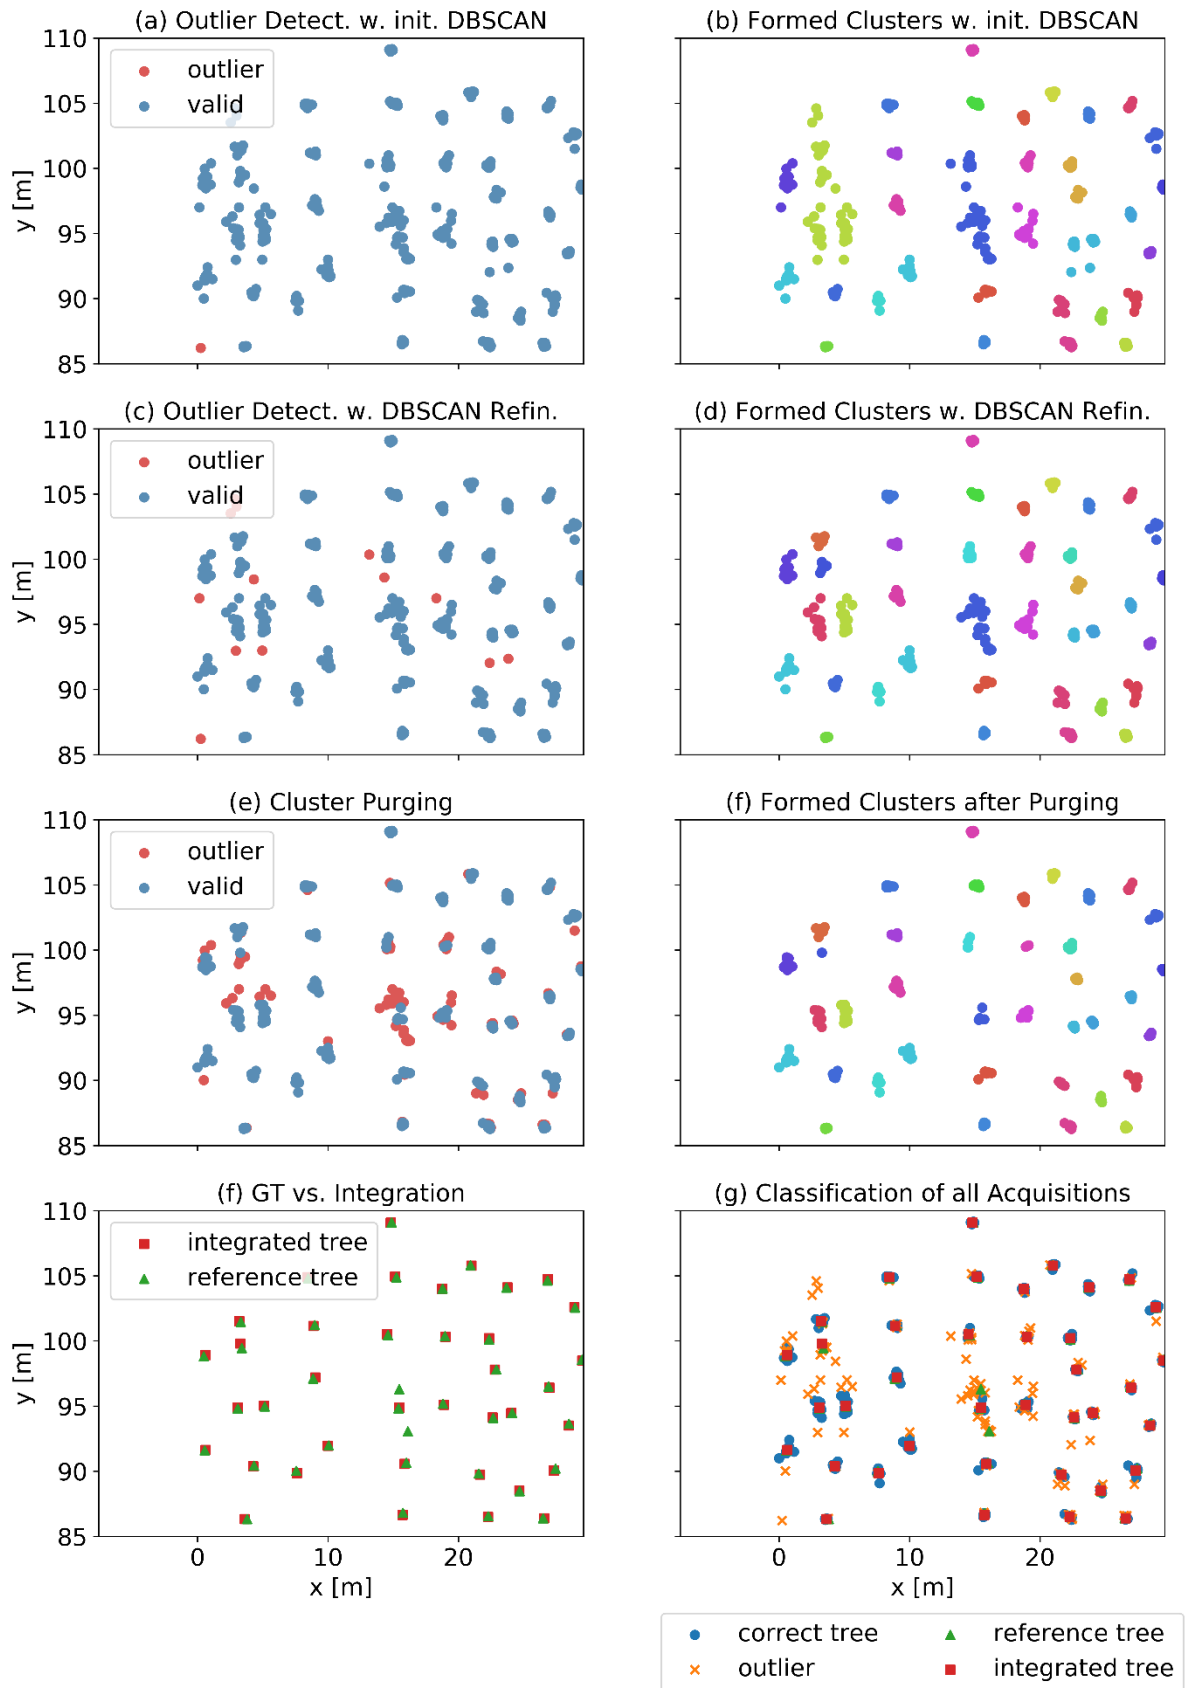 (a) Outlier Detect. w. init. DBSCAN
(b) Formed Clusters w. init. DBSCAN
outlier
valid
y [m]
110
105
100
95
90
85
(c) Outlier Detect. w. DBSCAN Refin.
(d) Formed Clusters w. DBSCAN Refin.
outlier
valid
y [m]
110
105
100
95
90
85
(e) Cluster Purging
(f) Formed Clusters after Purging
outlier
valid
y [m]
110
105
100
95
90
85
(f) GT vs. Integration
(g) Classification of all Acquisitions
integrated tree
reference tree
y [m]
110
105
100
95
90
85
0 10 20
x [m]
0 10 20
x [m]
correct tree
outlier
reference tree
integrated tree